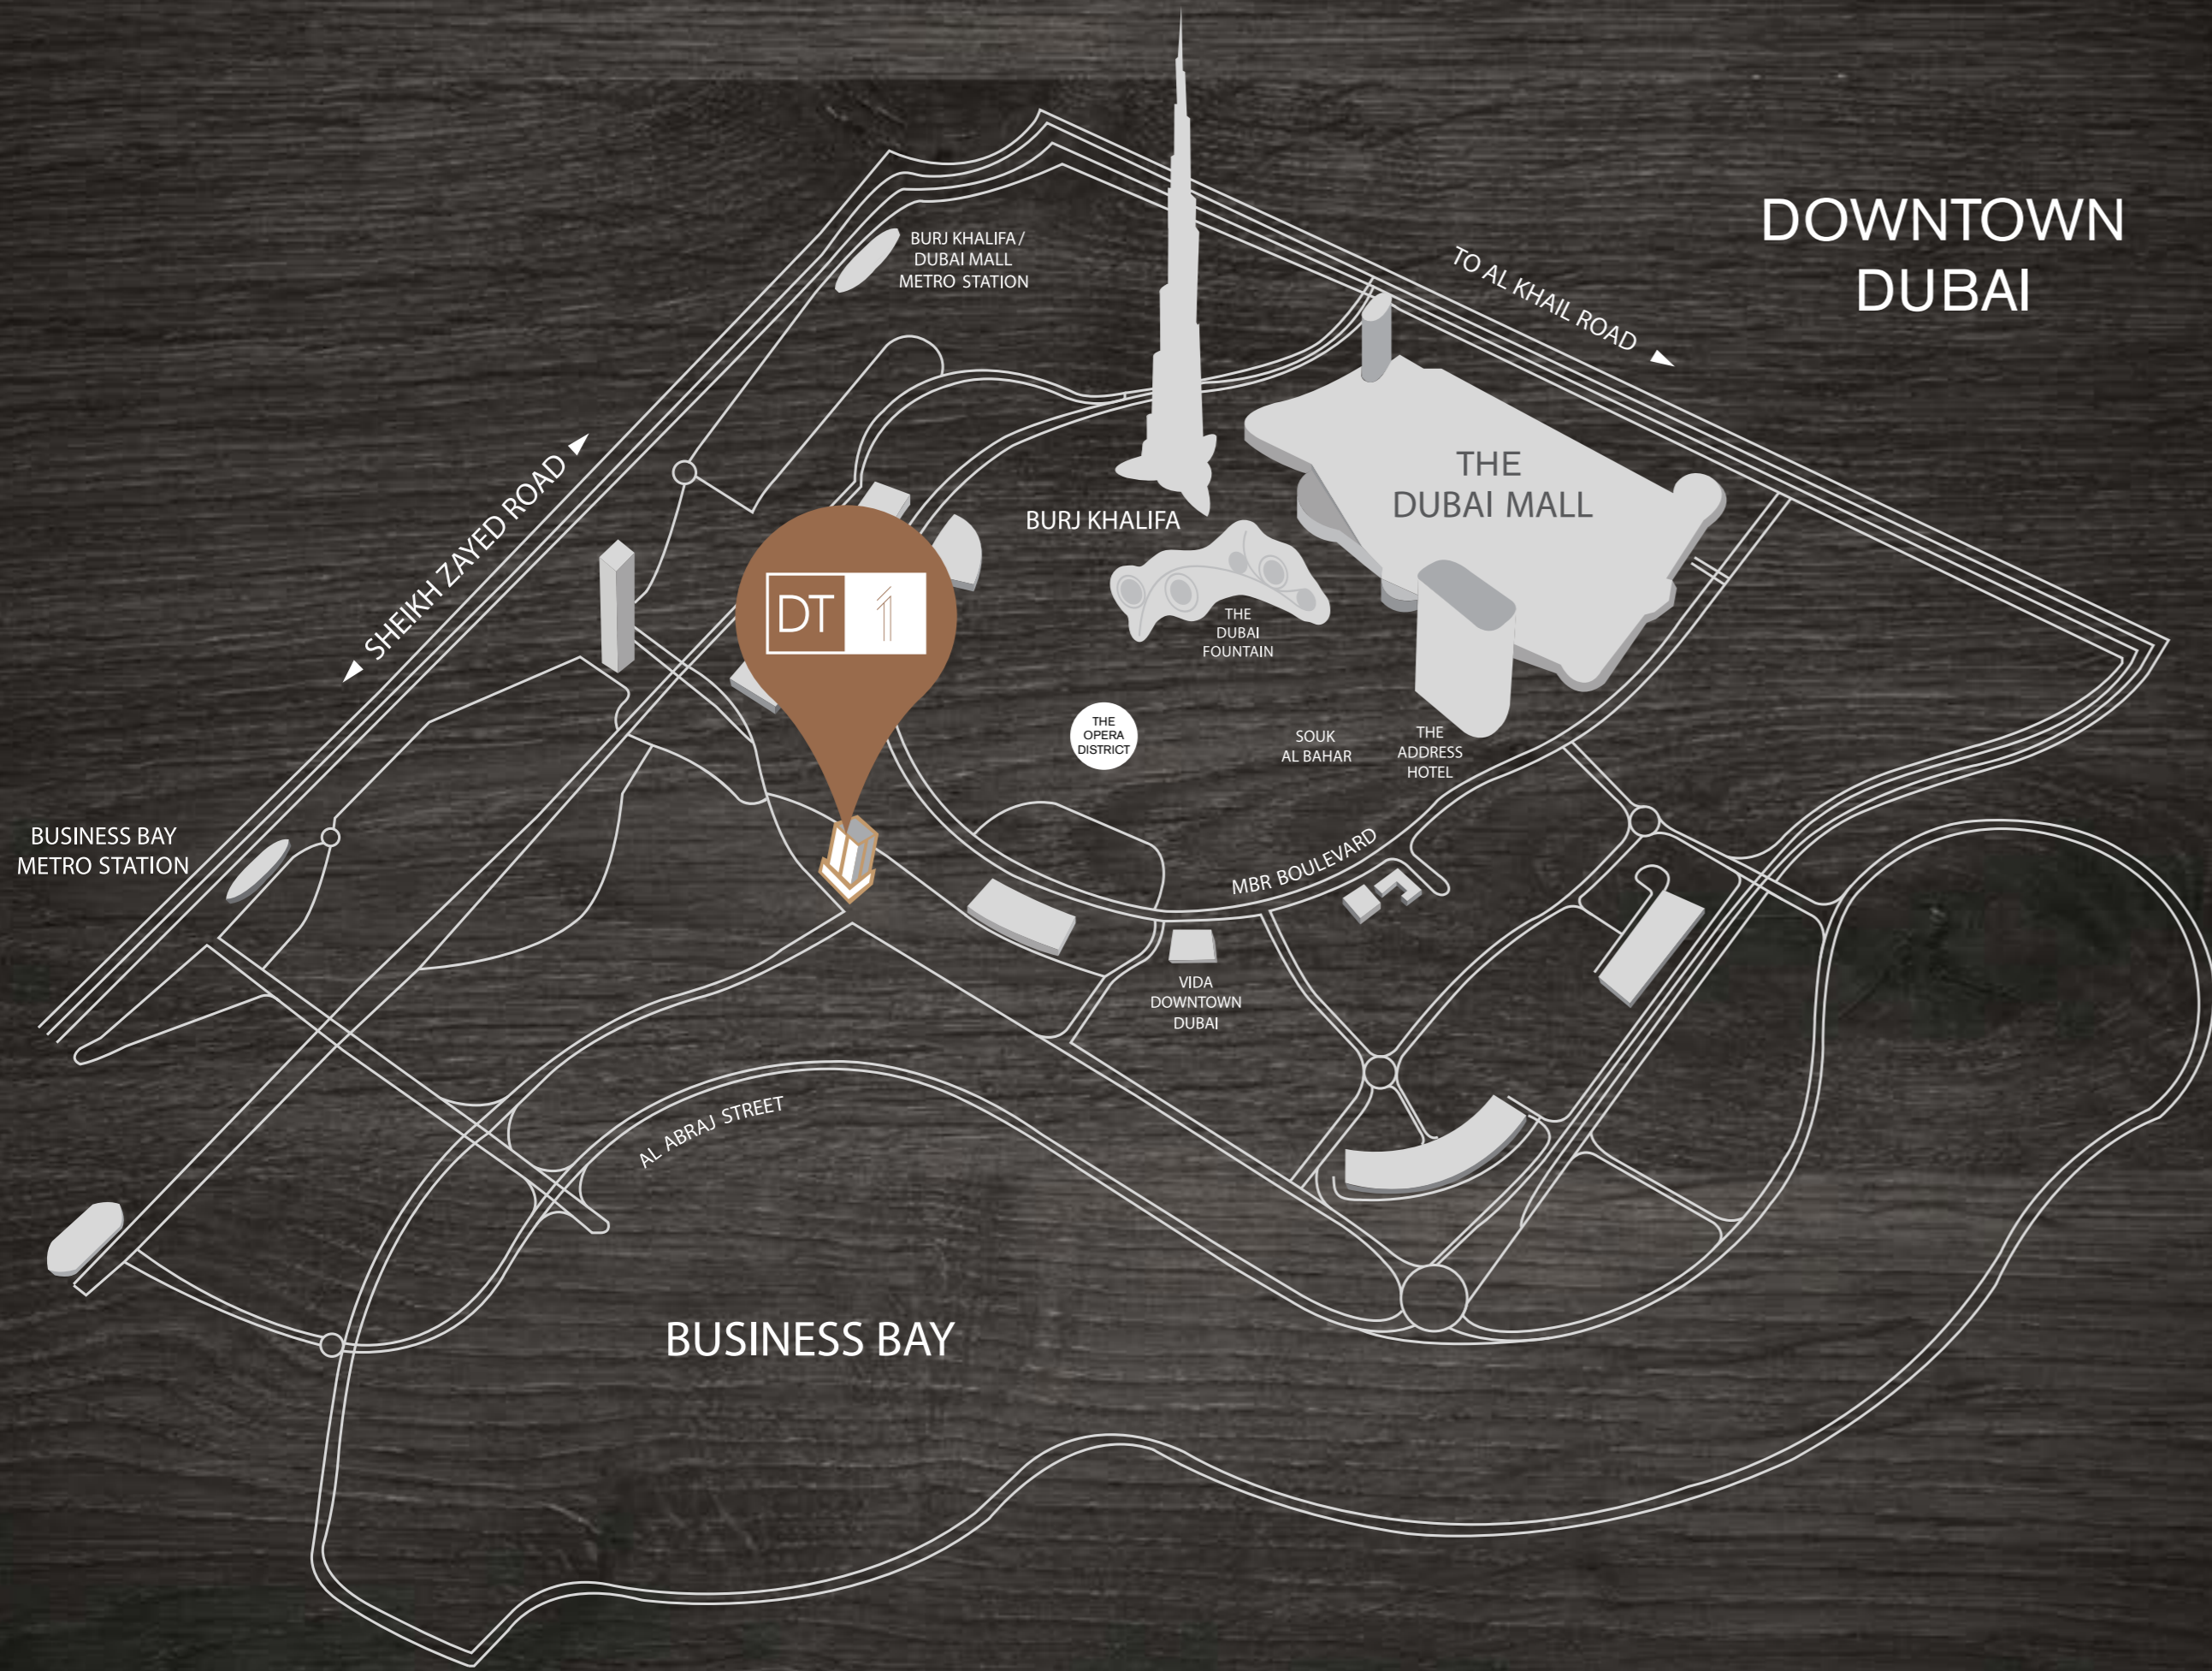 DOWNTOWN
DUBAI
BURJ KHALIFA/
DUBAI MALL
METRO STATION
TO AL KHAIL ROAD
SHEIKH ZAYED ROAD
THE
DUBAI MALL
BURJ KHALIFA
DT 1
THE
DUBAI
FOUNTAIN
THE
OPERA
DISTRICT
SOUK
AL BAHAR
THE
ADDRESS
HOTEL
BUSINESS BAY
METRO STATION
MBR BOULEVARD
VIDA
DOWNTOWN
DUBAI
AL ABRAJ STREET
BUSINESS BAY